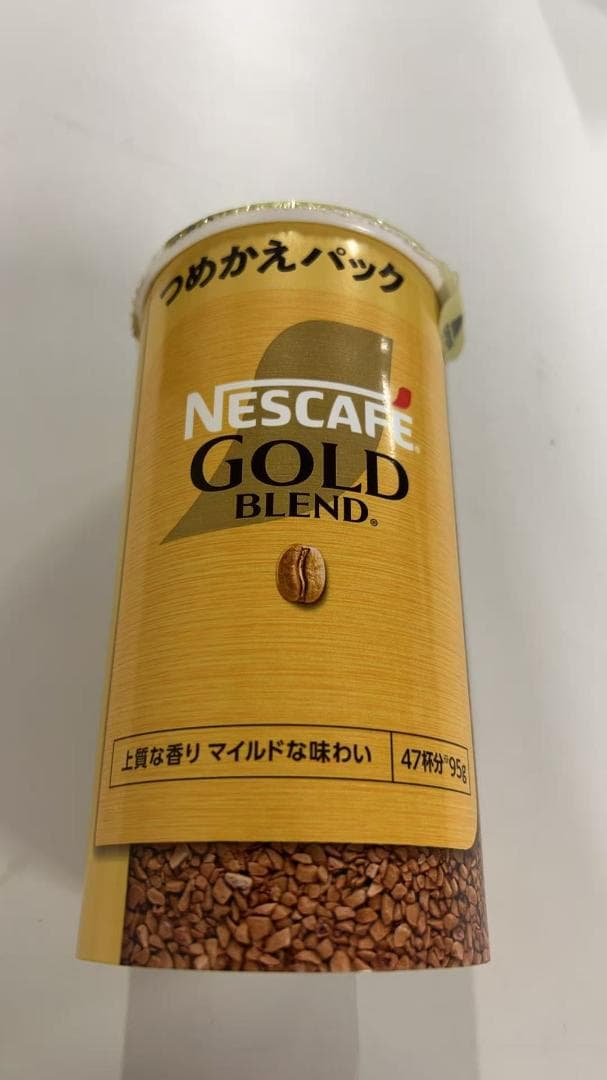 つめかえパック
NESCAFÉ®
GOLD
BLEND®
上質な香り マイルドな味わい
47杯分※95g